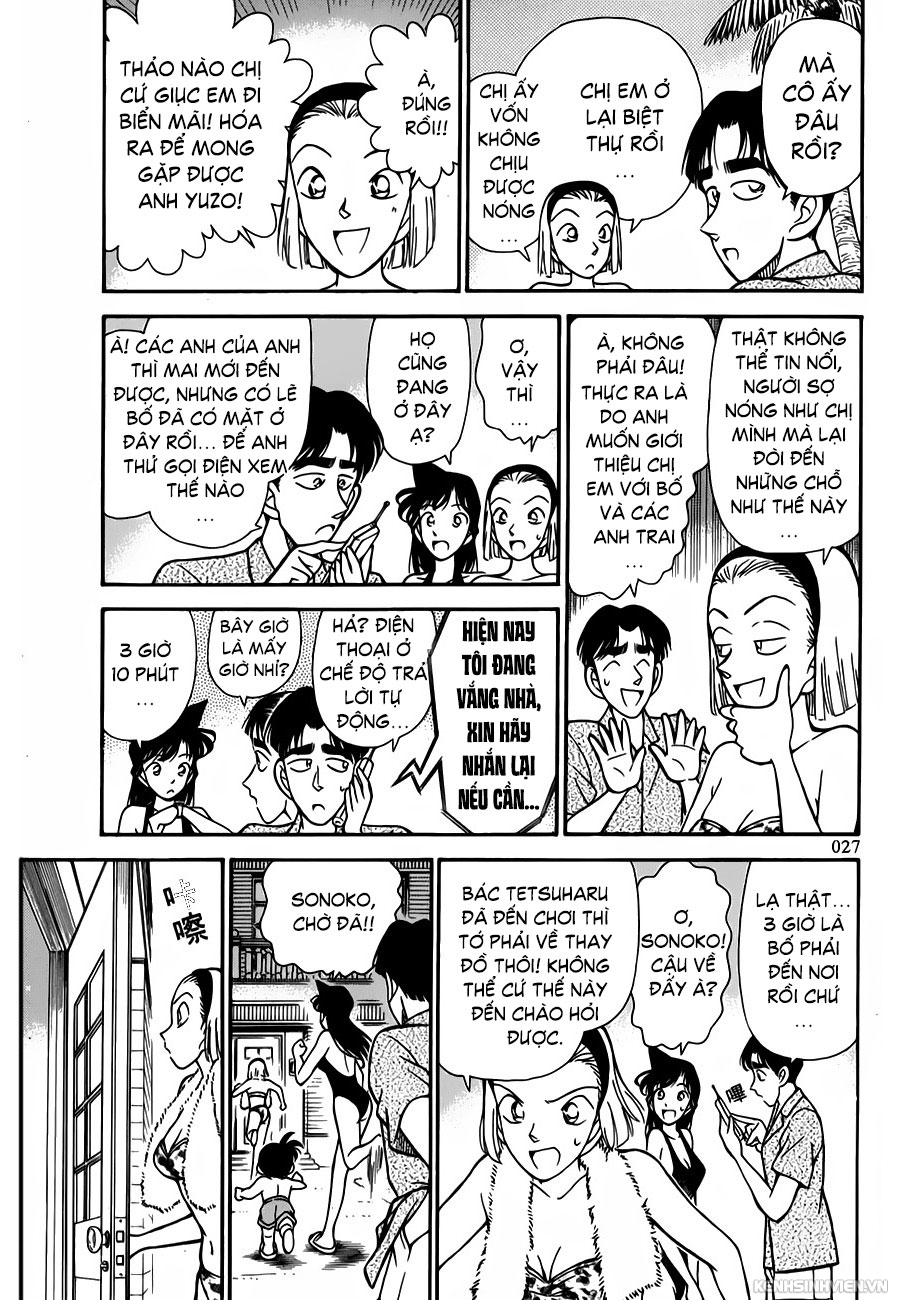 MÀ
CÔ ẤY
ĐÂU
RỒI?
CHỊ EM Ở
LẠI BIỆT
THỰ RỒI
...
CHỊ ẤY
VỐN
KHÔNG
CHỊU
ĐƯỢC
NÓNG
...
À,
ĐÚNG
RỒI!!
THẢO NÀO CHỊ
CỨ GIỤC EM ĐI
BIỂN MÃI! HÓA
RA ĐỂ MONG
GẶP ĐƯỢC
ANH YUZO!
THẬT KHÔNG
THỂ TIN NỔI,
NGƯỜI SỢ
NÓNG NHƯ CHỊ
MÌNH MÀ LẠI
ĐÒI ĐẾN
NHỮNG CHỖ
NHƯ THẾ NÀY
...
À, KHÔNG
PHẢI ĐÂU!
THỰC RA LÀ
DO ANH
MUỐN GIỚI
THIỆU CHỊ
EM VỚI BỐ
VÀ CÁC
ANH TRAI
...
Ơ,
VẬY
THÌ
...
HỌ
CŨNG
ĐANG
Ở ĐÂY
Ạ?
À! CÁC ANH CỦA ANH
THÌ MAI MỚI ĐẾN
ĐƯỢC, NHƯNG CÓ LẼ
BỐ ĐÃ CÓ MẶT Ở
ĐÂY RỒI... ĐỂ ANH
THỬ GỌI ĐIỆN XEM
THẾ NÀO
...
HIỆN NAY
TÔI ĐANG
VẮNG NHÀ,
XIN HÃY
NHẮN LẠI
NẾU CẦN...
HẢ? ĐIỆN
THOẠI Ở
CHẾ ĐỘ TRẢ
LỜI TỰ
ĐỘNG...
BÂY GIỜ
LÀ MẤY
GIỜ NHỈ?
3 GIỜ
10 PHÚT
...
027
LẠ THẬT...
3 GIỜ LÀ
BỐ PHẢI
ĐẾN NƠI
RỒI CHỨ
...
嗶
Ơ,
SONOKO!
CẬU VỀ
ĐẤY À?
BÁC TETSUHARU
ĐÃ ĐẾN CHƠI THÌ
TỚ PHẢI VỀ THAY
ĐỒ THÔI! KHÔNG
THỂ CỨ THẾ NÀY
ĐẾN CHÀO HỎI
ĐƯỢC.
SONOKO,
CHỜ ĐÃ!!
咔
嚓
KENHSINHVIEN.VN